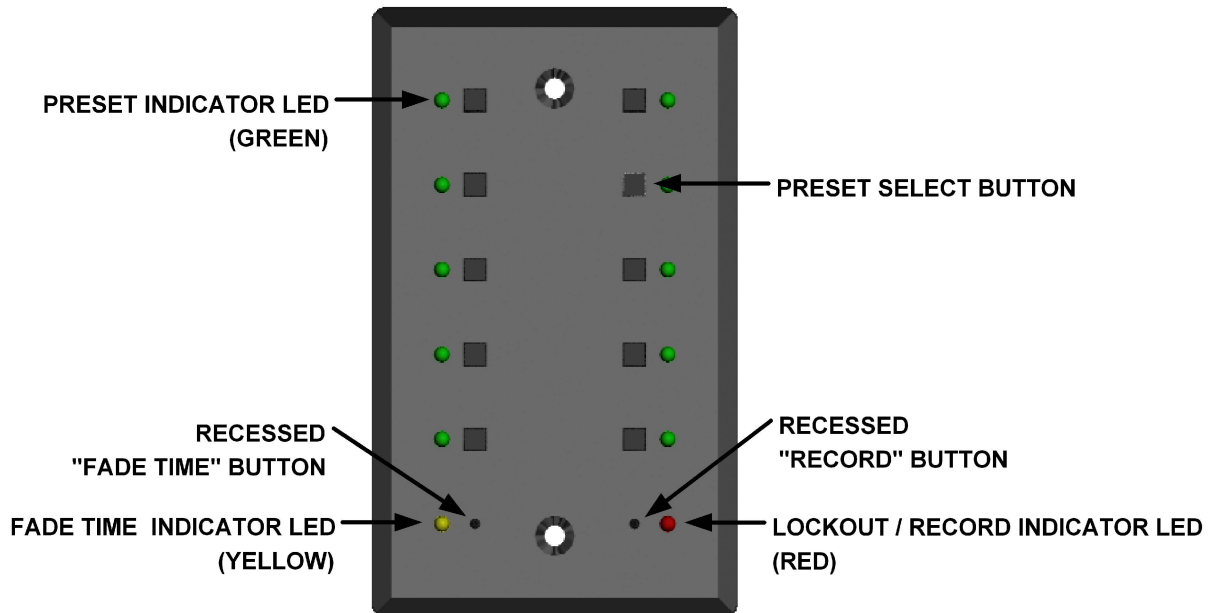 PRESET INDICATOR LED
(GREEN)
PRESET SELECT BUTTON
RECESSED
"FADE TIME" BUTTON
RECESSED
"RECORD" BUTTON
FADE TIME  INDICATOR LED
(YELLOW)
LOCKOUT / RECORD INDICATOR LED
(RED)